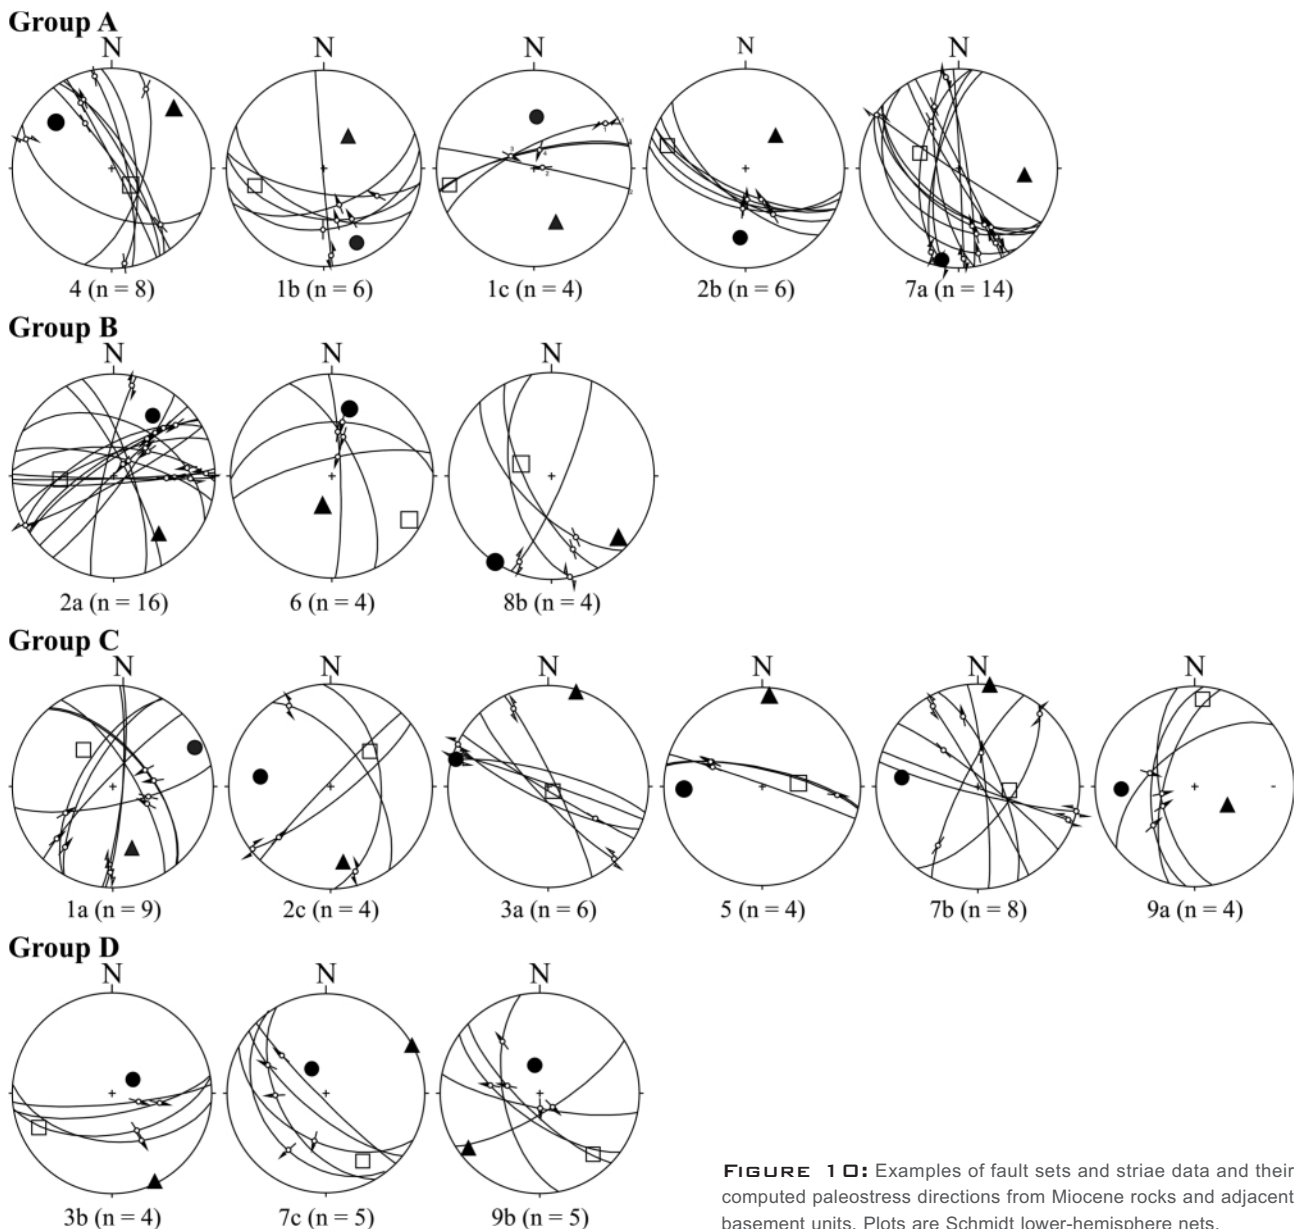 Group A
N N N N N
4 (n = 8) 1b (n = 6) 1c (n = 4) 2b (n = 6) 7a (n = 14)
Group B
N N N
2a (n = 16) 6 (n = 4) 8b (n = 4)
Group C
N N N N N N
1a (n = 9) 2c (n = 4) 3a (n = 6) 5 (n = 4) 7b (n = 8) 9a (n = 4)
Group D
N N N
3b (n = 4) 7c (n = 5) 9b (n = 5)
FIGURE 10: Examples of fault sets and striae data and their
computed paleostress directions from Miocene rocks and adjacent
basement units. Plots are Schmidt lower-hemisphere nets.